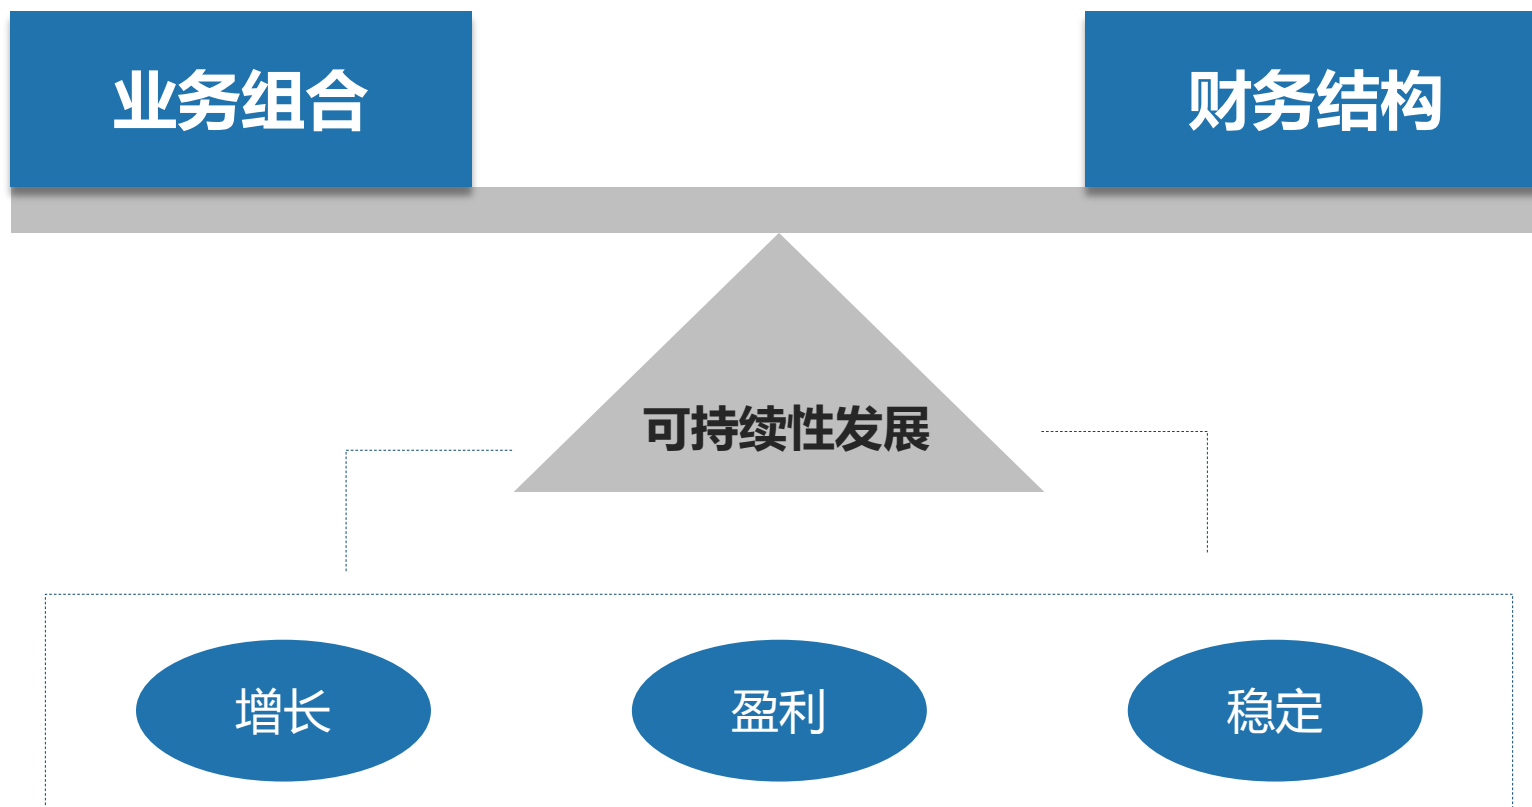 业务组合
财务结构
可持续性发展
增长
盈利
稳定